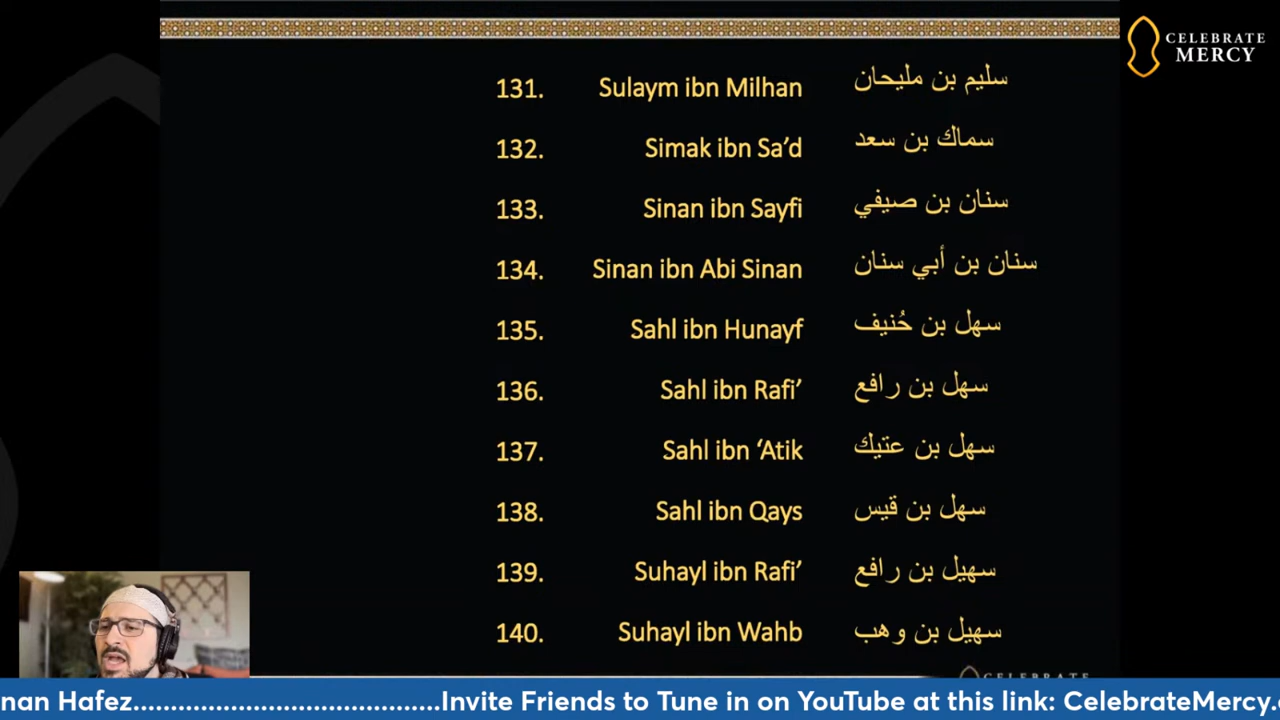 CELEBRATE
MERCY
131. Sulaym ibn Milhan سليم بن مليحان
132. Simak ibn Sa’d سماك بن سعد
133. Sinan ibn Sayfi سنان بن صيفي
134. Sinan ibn Abi Sinan سنان بن أبي سنان
135. Sahl ibn Hunayf سهل بن حُنيف
136. Sahl ibn Rafi’ سهل بن رافع
137. Sahl ibn ‘Atik سهل بن عتيك
138. Sahl ibn Qays سهل بن قيس
139. Suhayl ibn Rafi’ سهيل بن رافع
140. Suhayl ibn Wahb سهيل بن وهب
CELEBRATE
nan Hafez.........................................Invite Friends to Tune in on YouTube at this link: CelebrateMercy.